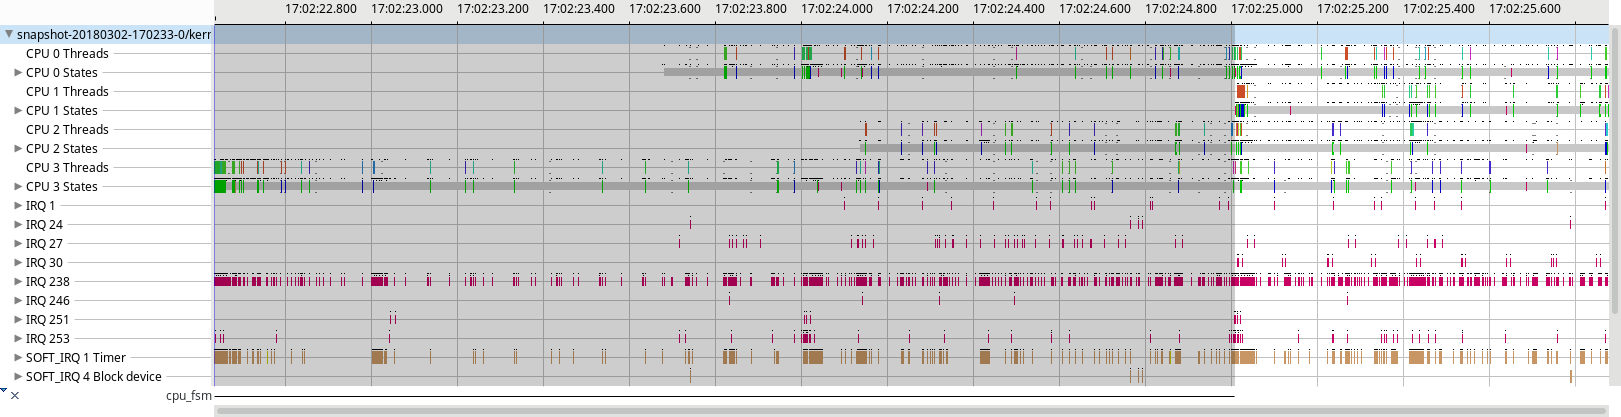 17:02:22.800 17:02:23.000 17:02:23.200 17:02:23.400 17:02:23.600 17:02:23.800 17:02:24.000 17:02:24.200 17:02:24.400 17:02:24.600 17:02:24.800 17:02:25.000 17:02:25.200 17:02:25.400 17:02:25.600
snapshot-20180302-170233-0/kerr
CPU 0 Threads
CPU 0 States
CPU 1 Threads
CPU 1 States
CPU 2 Threads
CPU 2 States
CPU 3 Threads
CPU 3 States
IRQ 1
IRQ 24
IRQ 27
IRQ 30
IRQ 238
IRQ 246
IRQ 251
IRQ 253
SOFT_IRQ 1 Timer
SOFT_IRQ 4 Block device
cpu_fsm